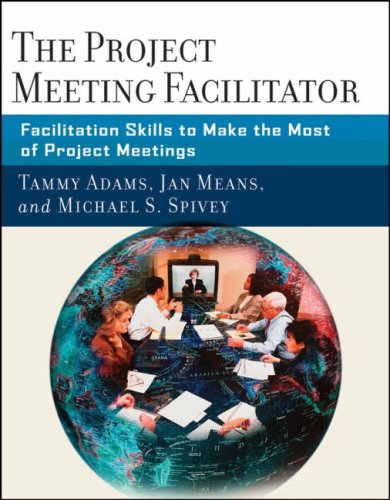 THE PROJECT
MEETING FACILITATOR
Facilitation Skills to Make the Most
of Project Meetings
TAMMY ADAMS, JAN MEANS,
and MICHAEL S. SPIVEY